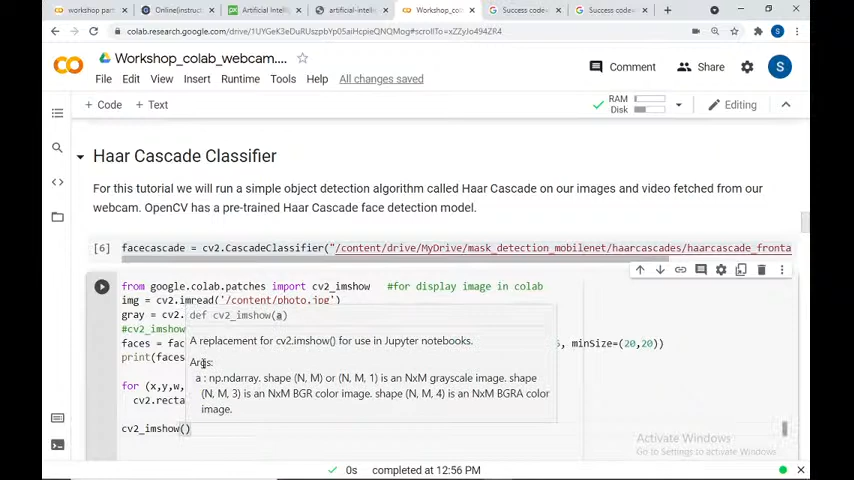 workshop part
Online(instruct
Artificial Intelli
artificial-intelle
Workshop_col
Success code
Success code
colab.research.google.com/drive/1UYGeK3eDuRUszpbYp05aiHcpieQNQMog#scrollTo=xZZyJo494ZR4
Workshop_colab_webcam....
File Edit View Insert Runtime Tools Help All changes saved
Comment Share S
+ Code + Text
RAM
Disk
Editing
Haar Cascade Classifier
For this tutorial we will run a simple object detection algorithm called Haar Cascade on our images and video fetched from our
webcam. OpenCV has a pre-trained Haar Cascade face detection model.
[6] facecascade = cv2.CascadeClassifier("/content/drive/MyDrive/mask_detection_mobilenet/haarcascades/haarcascade_fronta
from google.colab.patches import cv2_imshow #for display image in colab
img = cv2.imread('/content/photo.jpg')
gray = cv2.
def cv2_imshow(a)
#cv2_imshow
A replacement for cv2.imshow() for use in Jupyter notebooks.
faces = fac
, minSize=(20,20))
print(faces
Args:
a : np.ndarray. shape (N, M) or (N, M, 1) is an NxM grayscale image. shape
(N, M, 3) is an NxM BGR color image. shape (N, M, 4) is an NxM BGRA color
image.
for (x,y,w,
cv2.recta
cv2_imshow()
Activate Windows
Go to Settings to activate Windows.
0s completed at 12:56 PM